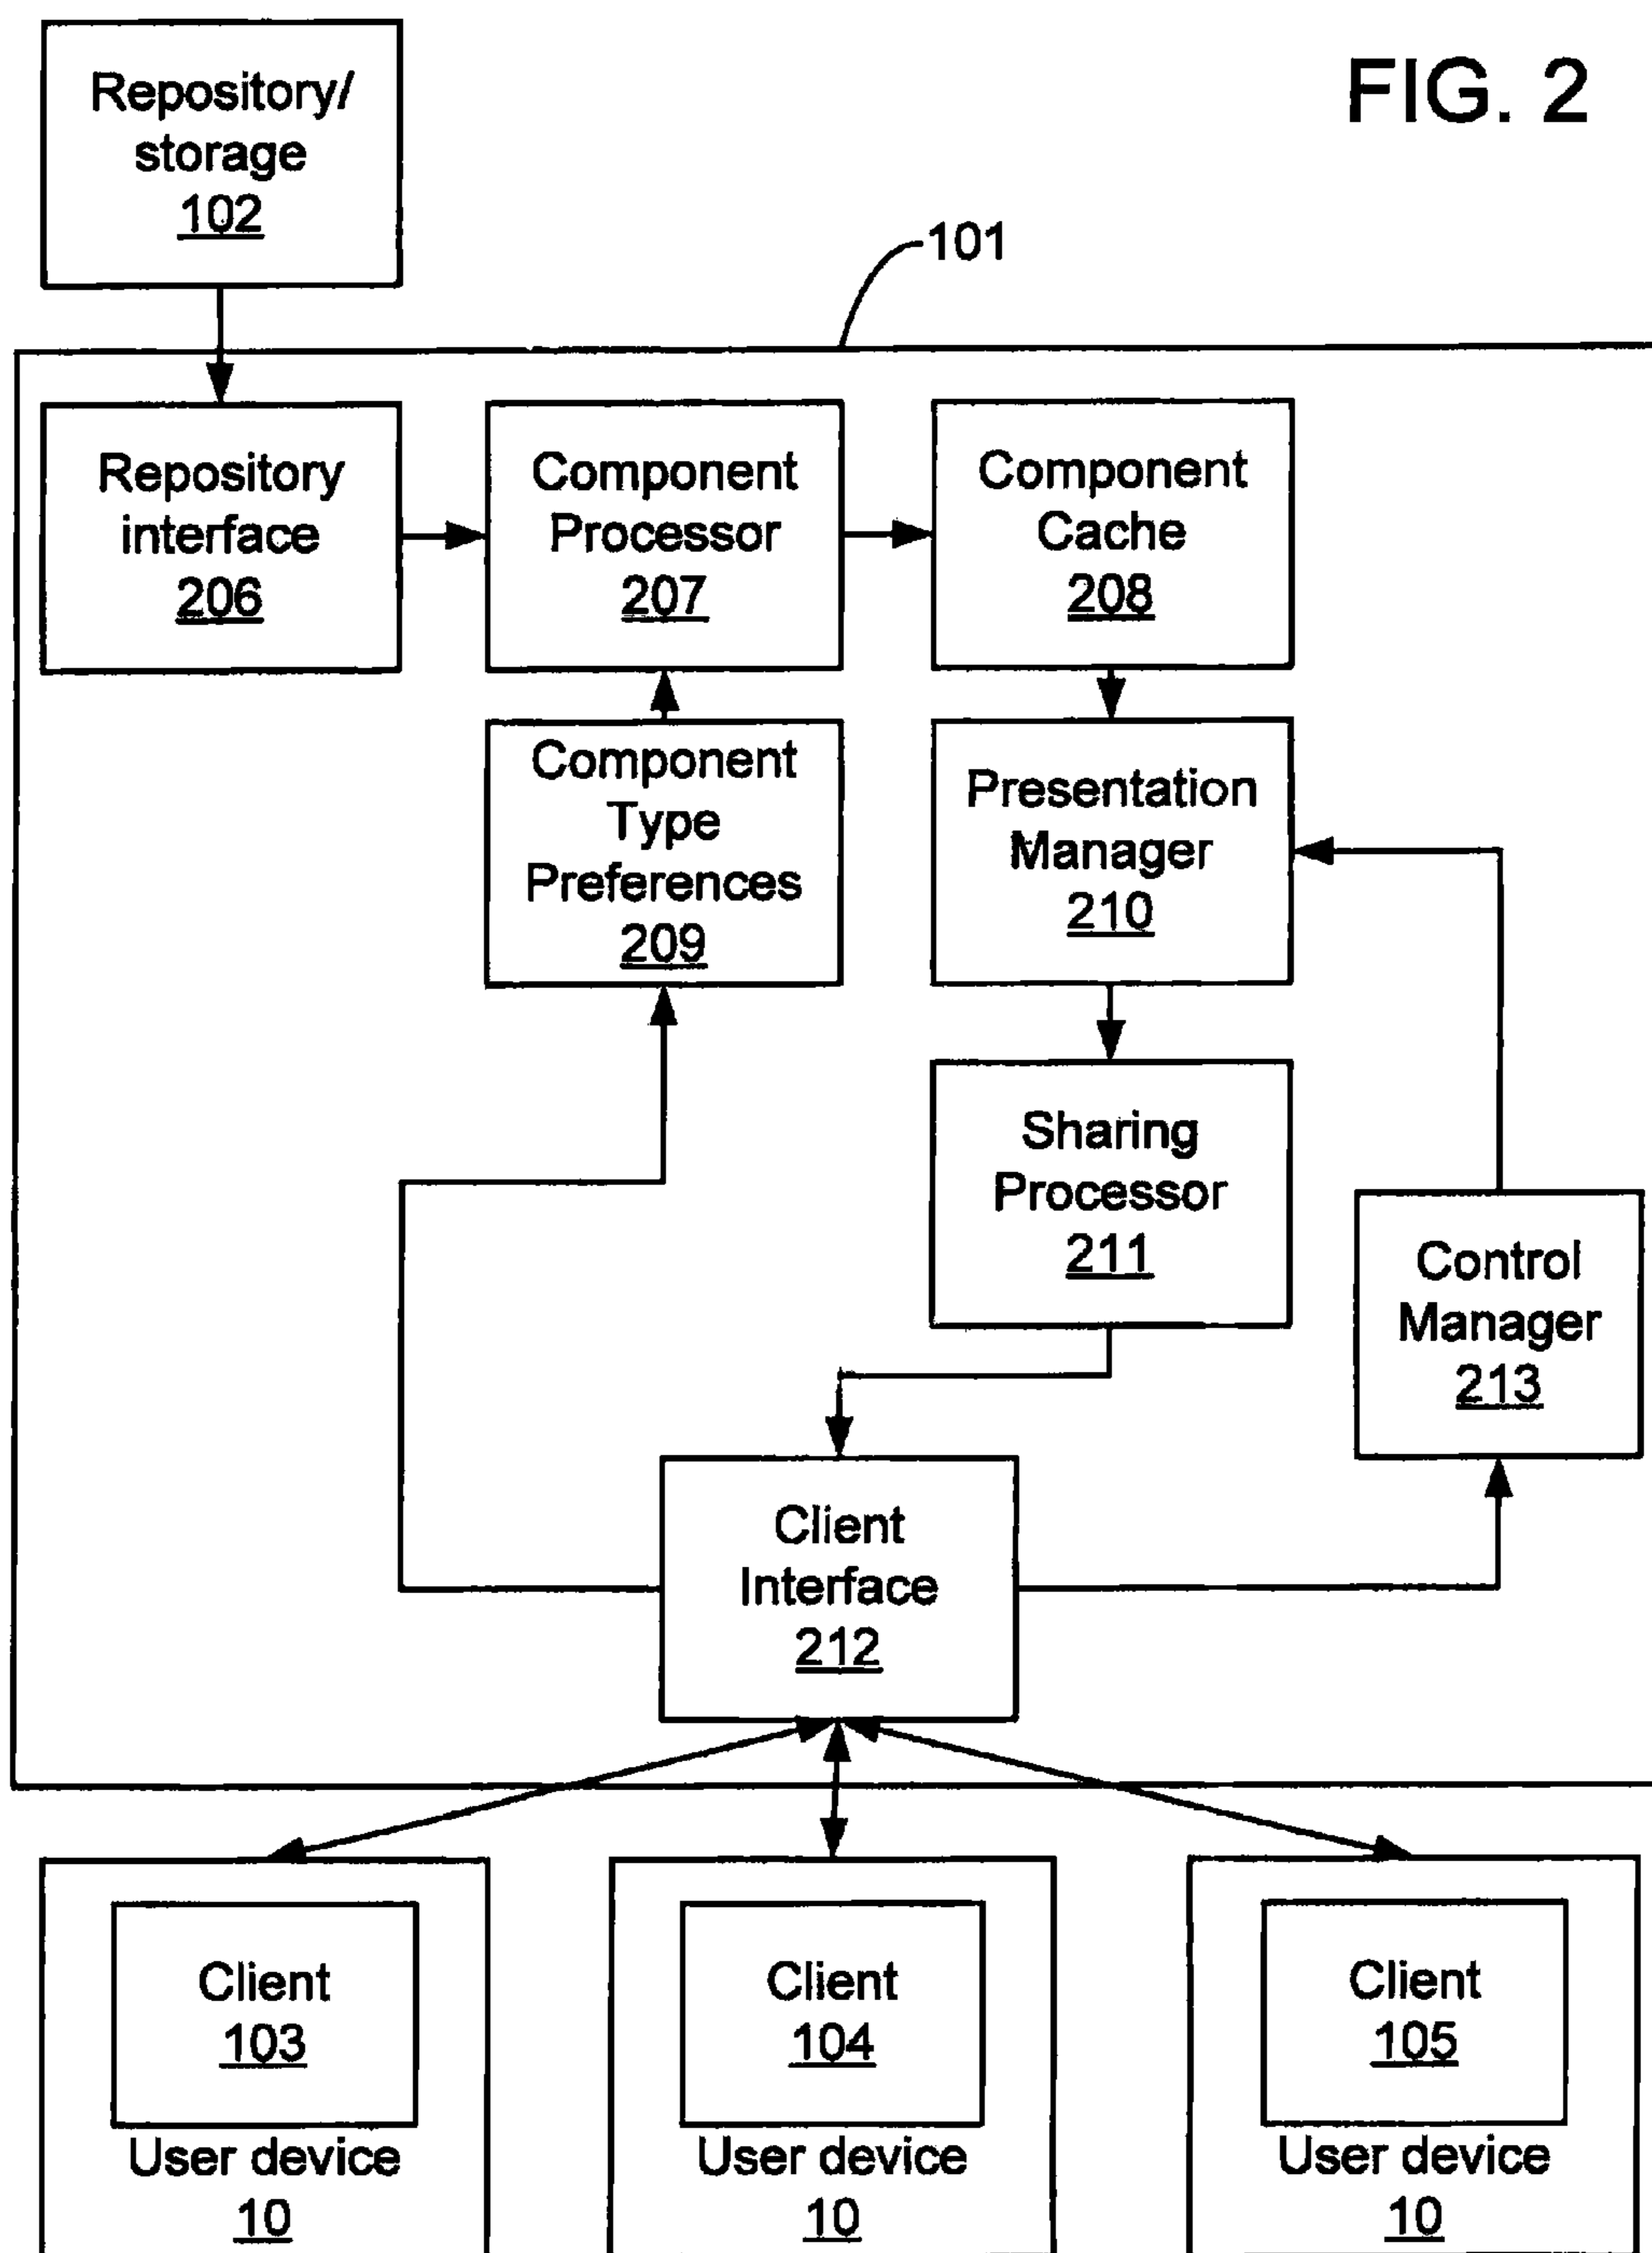 FIG. 2
Repository/
storage
102
101
Repository
interface
206
Component
Processor
207
Component
Cache
208
Component
Type
Preferences
209
Presentation
Manager
210
Sharing
Processor
211
Control
Manager
213
Client
Interface
212
Client
103
User device
10
Client
104
User device
10
Client
105
User device
10